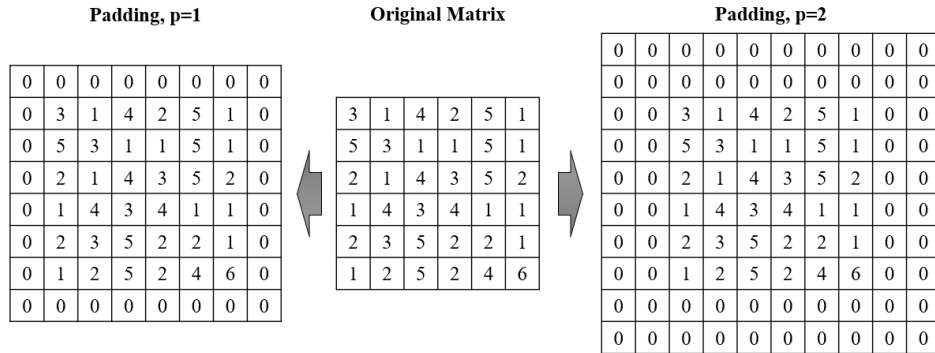 Padding, p=1
0 0 0 0 0 0 0 0
0 3 1 4 2 5 1 0
0 5 3 1 1 5 1 0
0 2 1 4 3 5 2 0
0 1 4 3 4 1 1 0
0 2 3 5 2 2 1 0
0 1 2 5 2 4 6 0
0 0 0 0 0 0 0 0
Original Matrix
3 1 4 2 5 1
5 3 1 1 5 1
2 1 4 3 5 2
1 4 3 4 1 1
2 3 5 2 2 1
1 2 5 2 4 6
Padding, p=2
0 0 0 0 0 0 0 0 0 0
0 0 0 0 0 0 0 0 0 0
0 0 3 1 4 2 5 1 0 0
0 0 5 3 1 1 5 1 0 0
0 0 2 1 4 3 5 2 0 0
0 0 1 4 3 4 1 1 0 0
0 0 2 3 5 2 2 1 0 0
0 0 1 2 5 2 4 6 0 0
0 0 0 0 0 0 0 0 0 0
0 0 0 0 0 0 0 0 0 0